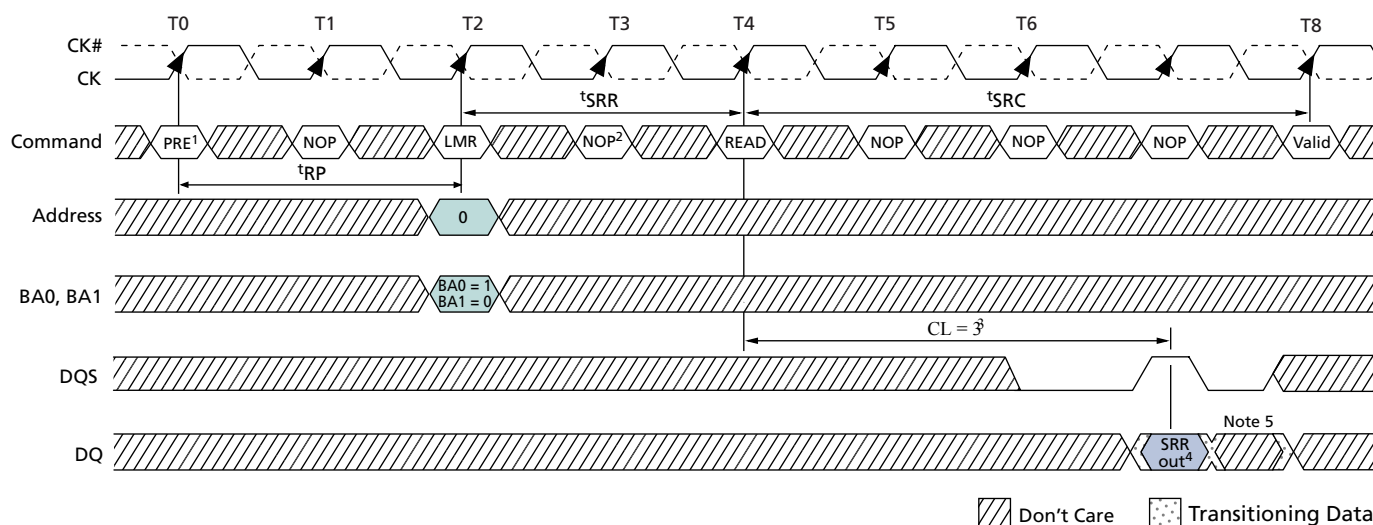 T0 T1 T2 T3 T4 T5 T6 T8
CK#
CK
tSRR tSRC
Command PRE1 NOP LMR NOP2 READ NOP NOP NOP Valid
tRP
Address 0
BA0, BA1 BA0 = 1
BA1 = 0
CL = 33
DQS
Note 5
DQ SRR
out4
Don't Care Transitioning Data